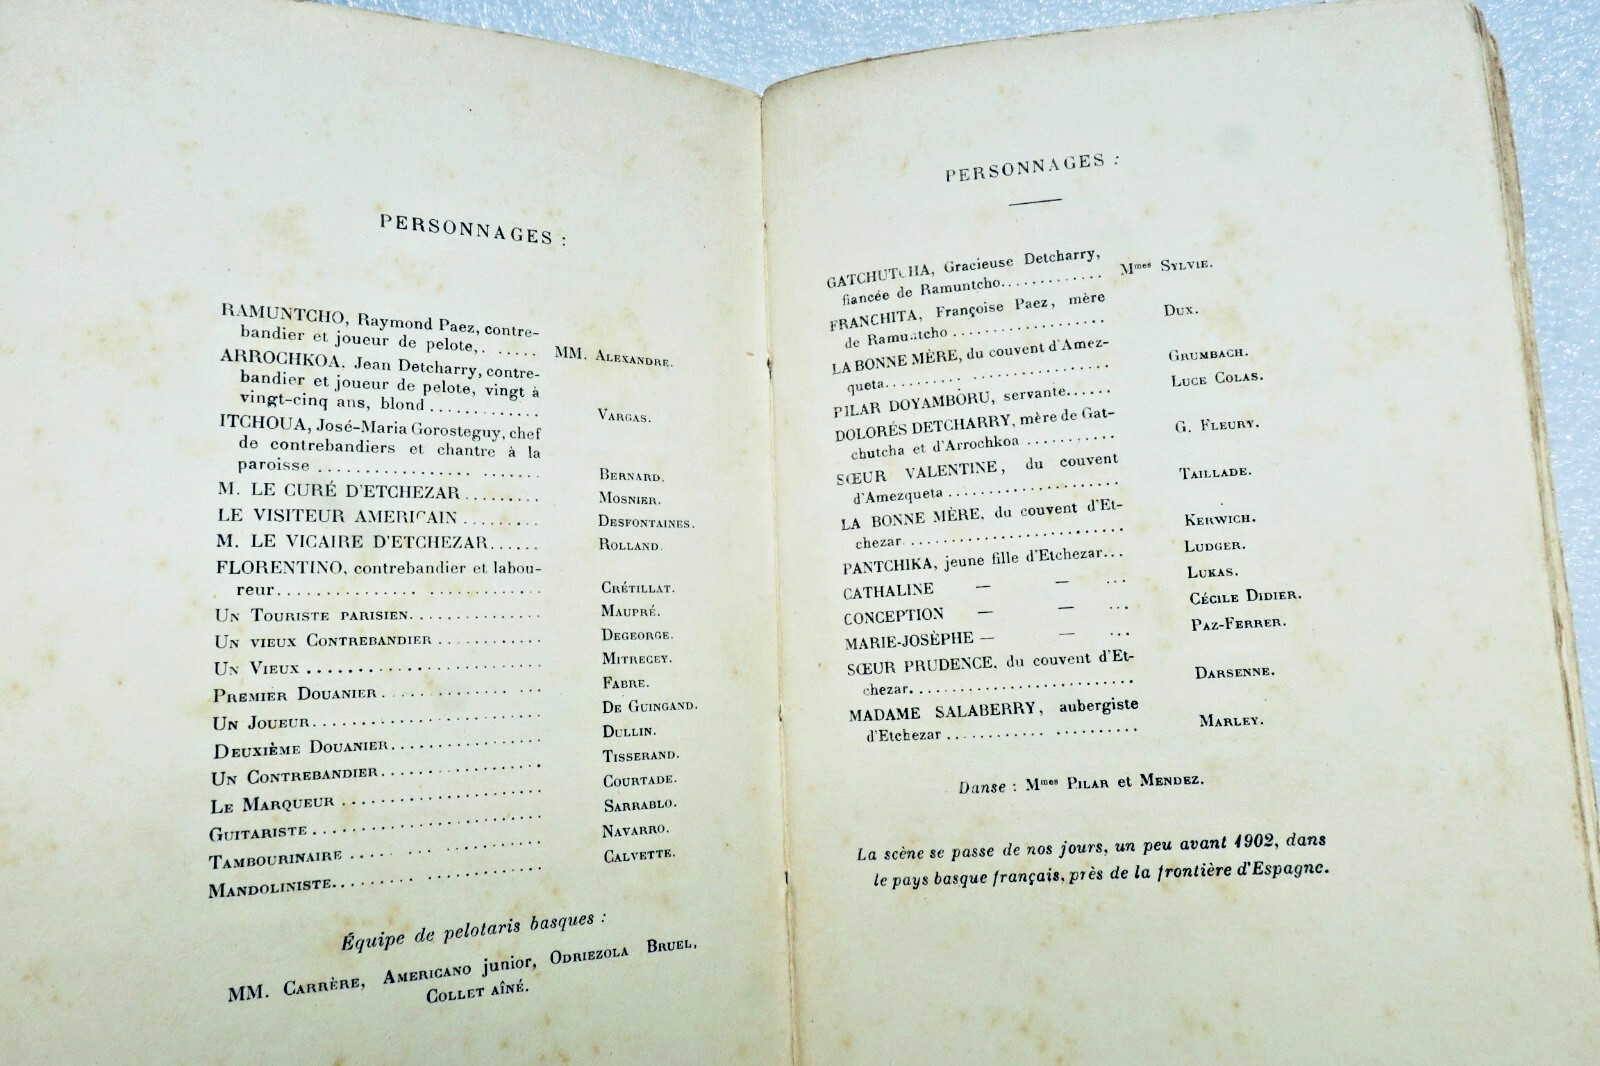 PERSONNAGES :
RAMUNTCHO, Raymond Paez, contre-
bandier et joueur de pelote,. ...... MM. ALEXANDRE.
ARROCHKOA, Jean Detcharry, contre-
bandier et joueur de pelote, vingt à
vingt-cinq ans, blond ............. VARGAS.
ITCHOUA, José-Maria Gorosteguy, chef
de contrebandiers et chantre à la
paroisse ................. ....... BERNARD.
M. LE CURÉ D'ETCHEZAR ......... MOSNIER.
LE VISITEUR AMERICAIN ......... DESFONTAINES.
M. LE VICAIRE D'ETCHEZAR...... ROLLAND.
FLORENTINO, contrebandier et labou-
reur............... .............. CRÉTILLAT.
UN TOURISTE PARISIEN............... MAUPRÉ.
UN VIEUX CONTREBANDIER ............ DEGEORGE.
UN VIEUX .......................... MITRECEY.
PREMIER DOUANIER ............. ... FABRE.
UN JOUEUR.......................... DE GUINGAND.
DEUXIÈME DOUANIER................. DULLIN.
UN CONTREBANDIER.................. TISSERAND.
LE MARQUEUR ...................... COURTADE.
GUITARISTE......................... SARRABLO.
TAMBOURINAIRE ..... .............. NAVARRO.
MANDOLINISTE......... ............. CALVETTE.
Équipe de pelotaris basques :
MM. CARRÈRE, AMERICANO junior, ODRIEZOLA BRUEL,
COLLET AÎNÉ.
PERSONNAGES :
GATCHUTCHA, Gracieuse Detcharry,
fiancée de Ramuntcho............ Mmes SYLVIE.
FRANCHITA, Françoise Paez, mère
de Ramuntcho .................... DUX.
LA BONNE MÈRE, du couvent d'Amez-
queta.......... .................. GRUMBACH.
PILAR DOYAMBORU, servante...... LUCE COLAS.
DOLORÉS DETCHARRY, mère de Gat-
chutcha et d'Arrochkoa ........... G. FLEURY.
SŒUR VALENTINE, du couvent
d'Amezqueta ...................... TAILLADE.
LA BONNE MÈRE, du couvent d'Et-
chezar............................ KERWICH.
PANTCHIKA, jeune fille d'Etchezar... LUDGER.
CATHALINE — — ... LUKAS.
CONCEPTION — — ... CÉCILE DIDIER.
MARIE-JOSÈPHE — — ... PAZ-FERRER.
SŒUR PRUDENCE, du couvent d'Et-
chezar............................ DARSENNE.
MADAME SALABERRY, aubergiste
d'Etchezar ............ .......... MARLEY.
Danse : Mmes PILAR et MENDEZ.
La scène se passe de nos jours, un peu avant 1902, dans
le pays basque français, près de la frontière d'Espagne.